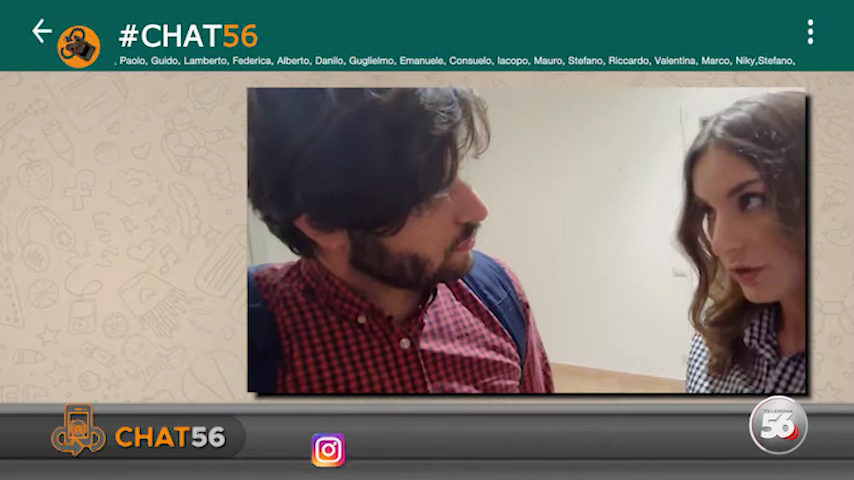 #CHAT56
, Paolo, Guido, Lamberto, Federica, Alberto, Danilo, Guglielmo, Emanuele, Consuelo, Iacopo, Mauro, Stefano, Riccardo, Valentina, Marco, Niky,Stefano,
CHAT56
TELEROMA
56